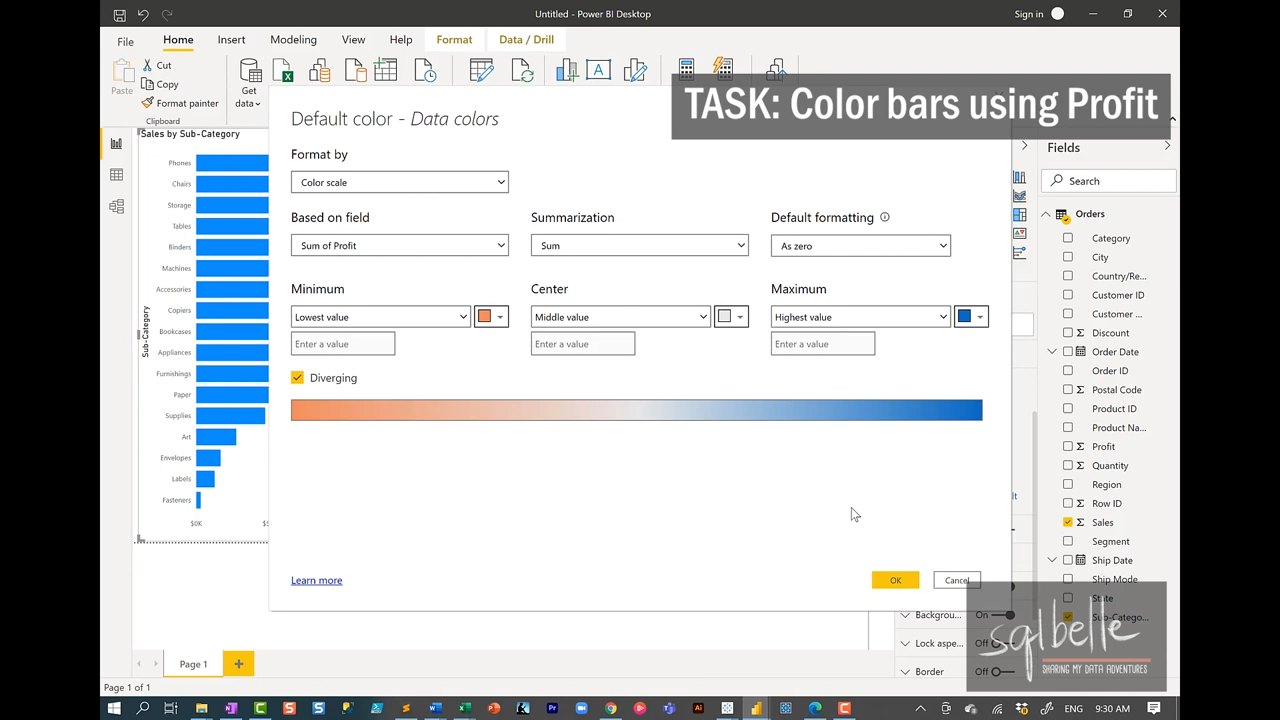 Untitled - Power BI Desktop
Sign in
File
Home
Insert
Modeling
View
Help
Format
Data / Drill
Paste
Cut
Copy
Format painter
Clipboard
Get
data
TASK: Color bars using Profit
Sales by Sub-Category
Sub-Category
Phones
Chairs
Storage
Tables
Binders
Machines
Accessories
Copiers
Bookcases
Appliances
Furnishings
Paper
Supplies
Art
Envelopes
Labels
Fasteners
$0K
Default color - Data colors
Format by
Color scale
Based on field
Summarization
Default formatting
Sum of Profit
Sum
As zero
Minimum
Center
Maximum
Lowest value
Middle value
Highest value
Enter a value
Enter a value
Enter a value
Diverging
Learn more
OK
Cancel
Fields
Search
Orders
Category
City
Country/Re...
Customer ID
Customer ...
Discount
Order Date
Order ID
Postal Code
Product ID
Product Na...
Profit
Quantity
Region
Row ID
Sales
Segment
Ship Date
Ship Mode
State
Sub-Catego...
Backgrou...
On
Lock aspe...
Off
Border
Off
sqlbelle
SHARING MY DATA ADVENTURES
Page 1
Page 1 of 1
9:30 AM